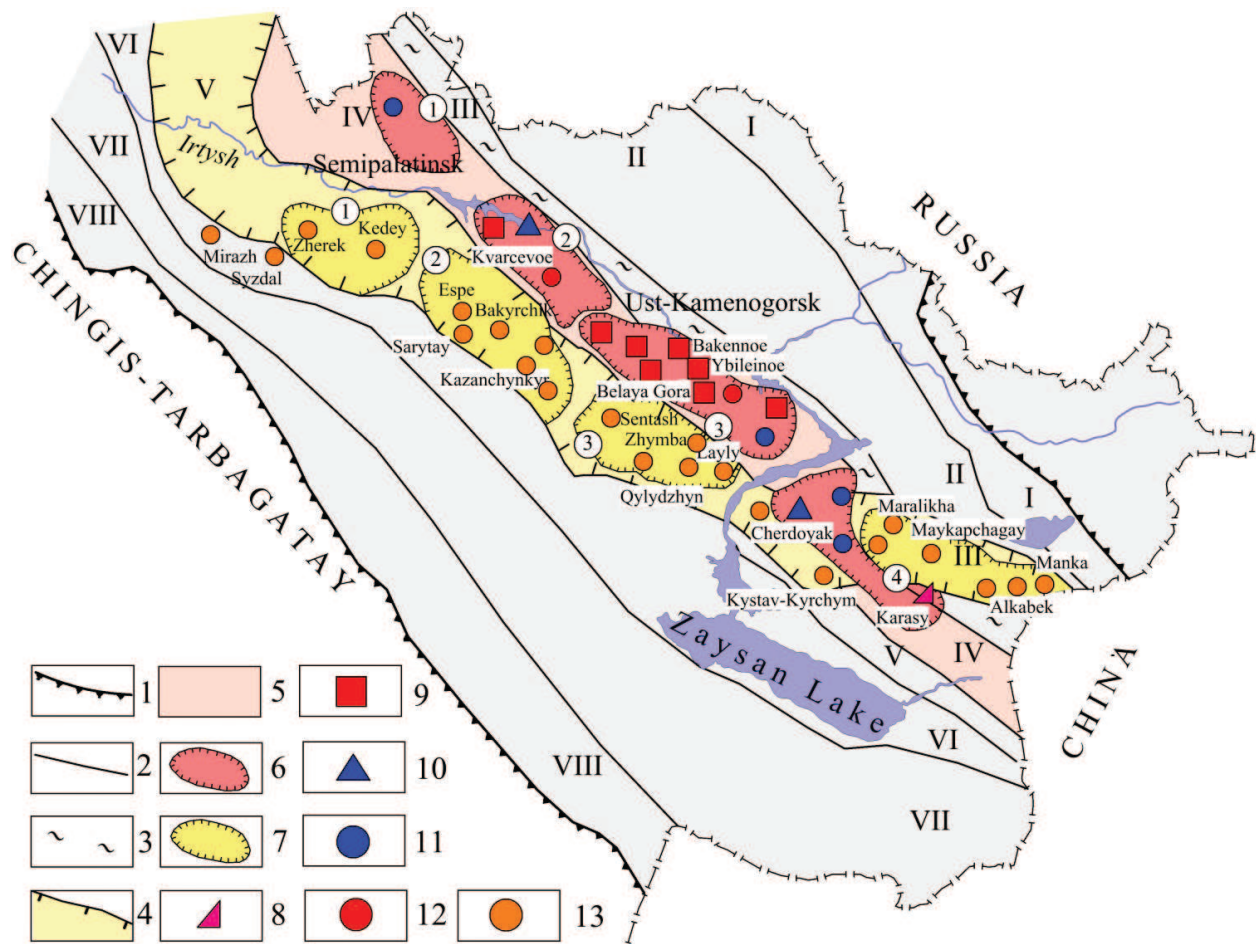 VI
I
V
1
III
IV
II
VII
Irtysh
Semipalatinsk
VIII
RUSSIA
1
Kedey
Zherek
2
Mirazh
Syzdal
2
Kvarcevoe
CHINGIS-TARBAGATAY
Espe
Bakyrchik
Ust-Kamenogorsk
Sarytay
Bakennoe
Ybileinoe
Kazanchynkyr
Belaya Gora
Sentash
3
3
Zhymba
Layly
II
I
Qylydzhyn
Maralikha
Cherdoyak
Maykapchagay
III
Manka
4
Kystav-Kyrchym
Karasy
Alkabek
Zaysan Lake
V
IV
CHINA
VI
VIII
VII
1
5
9
2
6
10
3
7
11
4
8
12
13